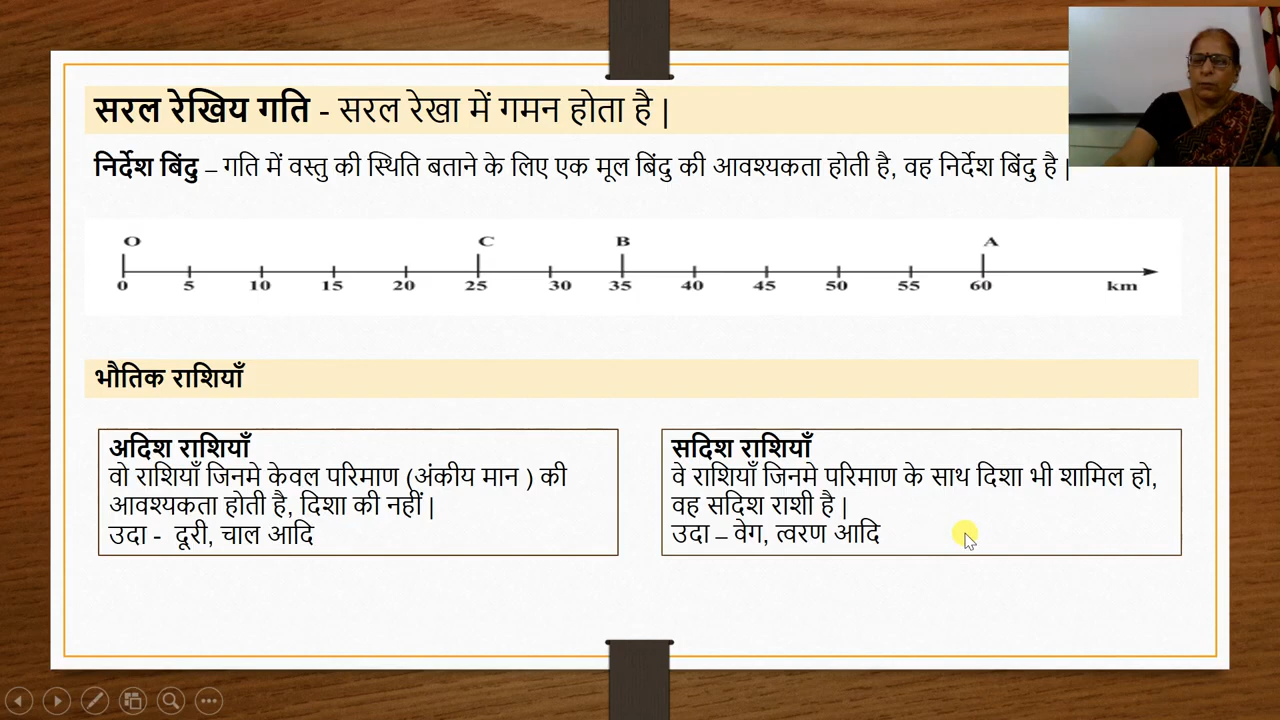 सरल रेखिय गति - सरल रेखा में गमन होता है |
निर्देश बिंदु – गति में वस्तु की स्थिति बताने के लिए एक मूल बिंदु की आवश्यकता होती है, वह निर्देश बिंदु है |
O C B A
0 5 10 15 20 25 30 35 40 45 50 55 60 km
भौतिक राशियाँ
अदिश राशियाँ
वो राशियाँ जिनमे केवल परिमाण (अंकीय मान ) की
आवश्यकता होती है, दिशा की नहीं |
उदा - दूरी, चाल आदि
सदिश राशियाँ
वे राशियाँ जिनमे परिमाण के साथ दिशा भी शामिल हो,
वह सदिश राशी है |
उदा – वेग, त्वरण आदि